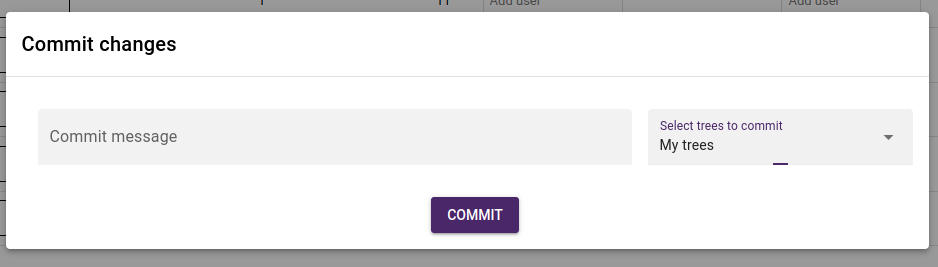 Add user
Add user
Commit changes
Commit message
Select trees to commit
My trees
COMMIT